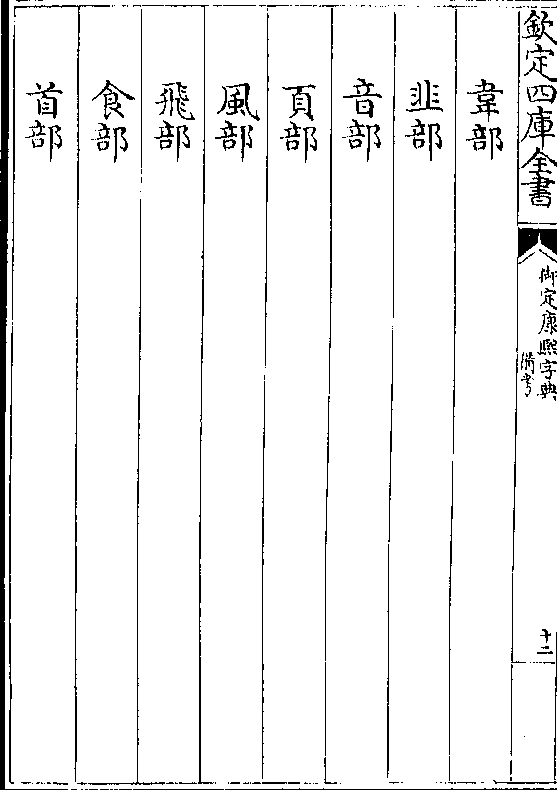 欽定四庫全書
御定康熙字典
備考
十二
韋部
韭部
音部
頁部
風部
飛部
食部
首部